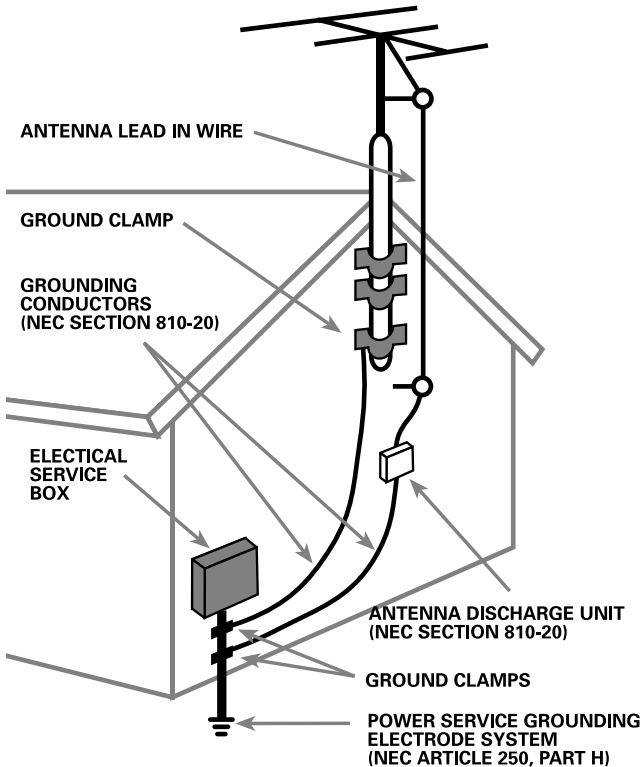 ANTENNA LEAD IN WIRE
GROUND CLAMP
GROUNDING
CONDUCTORS
(NEC SECTION 810-20)
ELECTICAL
SERVICE
BOX
ANTENNA DISCHARGE UNIT
(NEC SECTION 810-20)
GROUND CLAMPS
POWER SERVICE GROUNDING
ELECTRODE SYSTEM
(NEC ARTICLE 250, PART H)